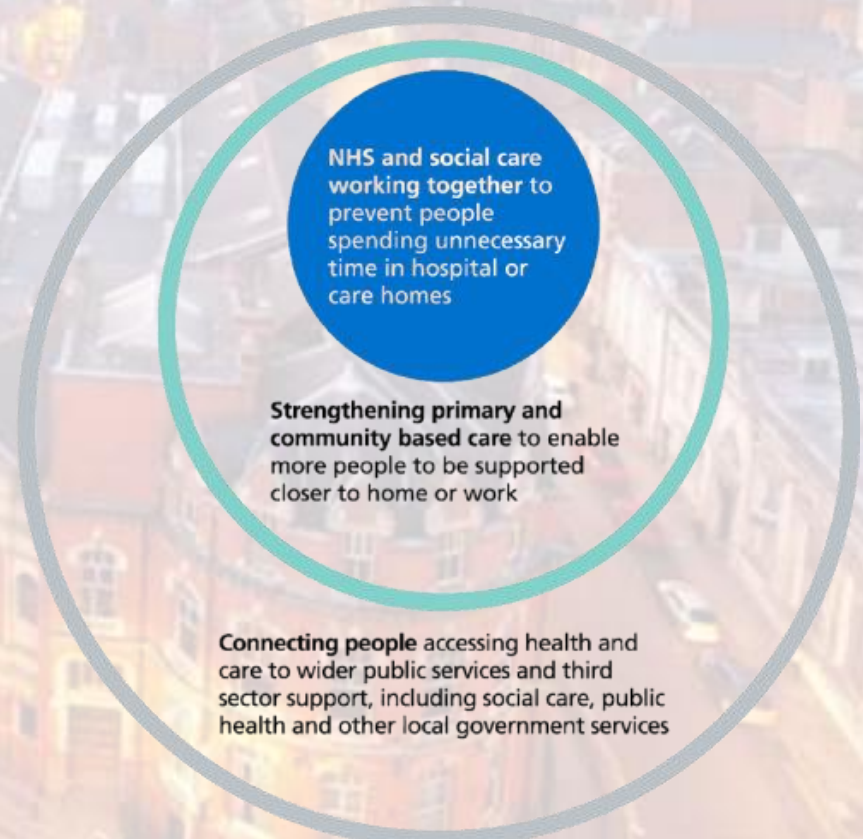 NHS and social care
working together to
prevent people
spending unnecessary
time in hospital or
care homes
Strengthening primary and
community based care to enable
more people to be supported
closer to home or work
Connecting people accessing health and
care to wider public services and third
sector support, including social care, public
health and other local government services